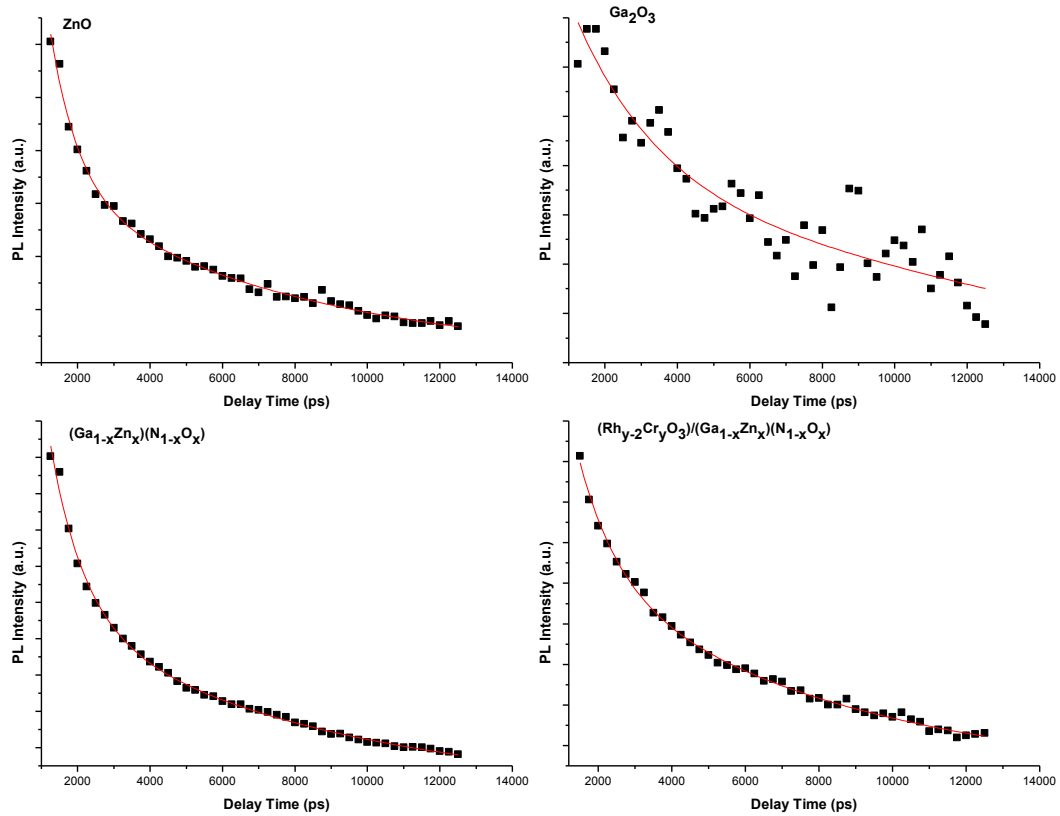 ZnO
PL Intensity (a.u.)
2000 4000 6000 8000 10000 12000 14000
Delay Time (ps)
Ga₂O₃
PL Intensity (a.u.)
2000 4000 6000 8000 10000 12000 14000
Delay Time (ps)
(Ga₁₋ₓZnₓ)(N₁₋ₓOₓ)
PL Intensity (a.u.)
2000 4000 6000 8000 10000 12000 14000
Delay Time (ps)
(Rh_{y-2}Cr_yO₃)/(Ga₁₋ₓZnₓ)(N₁₋ₓOₓ)
PL Intensity (a.u.)
2000 4000 6000 8000 10000 12000 14000
Delay Time (ps)